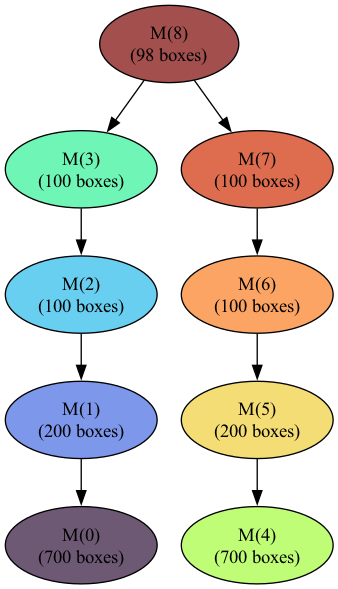 M(8)
(98 boxes)
M(3)
(100 boxes)
M(7)
(100 boxes)
M(2)
(100 boxes)
M(6)
(100 boxes)
M(1)
(200 boxes)
M(5)
(200 boxes)
M(0)
(700 boxes)
M(4)
(700 boxes)